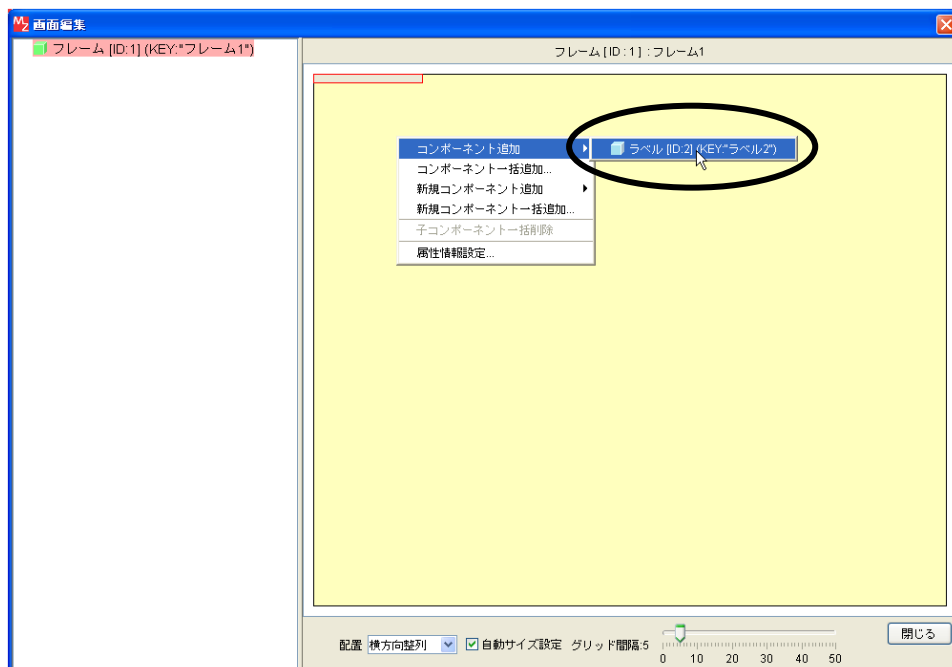 MZ 画面編集
フレーム [ID:1] (KEY:"フレーム1")
フレーム [ID:1] : フレーム1
コンポーネント追加
ラベル [ID:2] (KEY:"ラベル2")
コンポーネント一括追加...
新規コンポーネント追加
新規コンポーネント一括追加...
子コンポーネント一括削除
属性情報設定...
配置 横方向整列 自動サイズ設定 グリッド間隔:5
0 10 20 30 40 50
閉じる